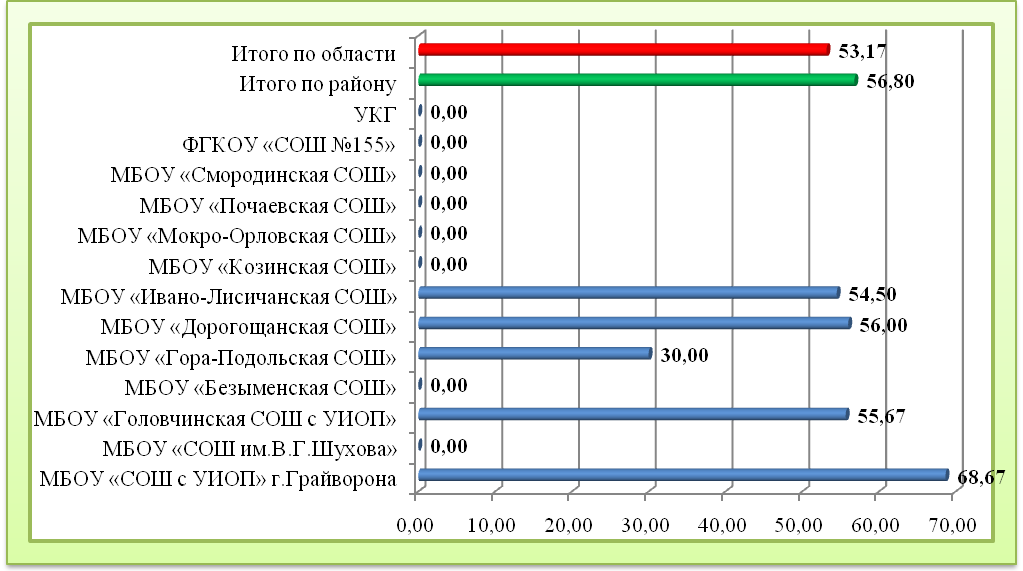 Итого по области 53,17
Итого по району 56,80
УКГ 0,00
ФГКОУ «СОШ №155» 0,00
МБОУ «Смородинская СОШ» 0,00
МБОУ «Почаевская СОШ» 0,00
МБОУ «Мокро-Орловская СОШ» 0,00
МБОУ «Козинская СОШ» 0,00
МБОУ «Ивано-Лисичанская СОШ» 54,50
МБОУ «Дорогощанская СОШ» 56,00
МБОУ «Гора-Подольская СОШ» 30,00
МБОУ «Безыменская СОШ» 0,00
МБОУ «Головчинская СОШ с УИОП» 55,67
МБОУ «СОШ им.В.Г.Шухова» 0,00
МБОУ «СОШ с УИОП» г.Грайворона 68,67
0,00 10,00 20,00 30,00 40,00 50,00 60,00 70,00